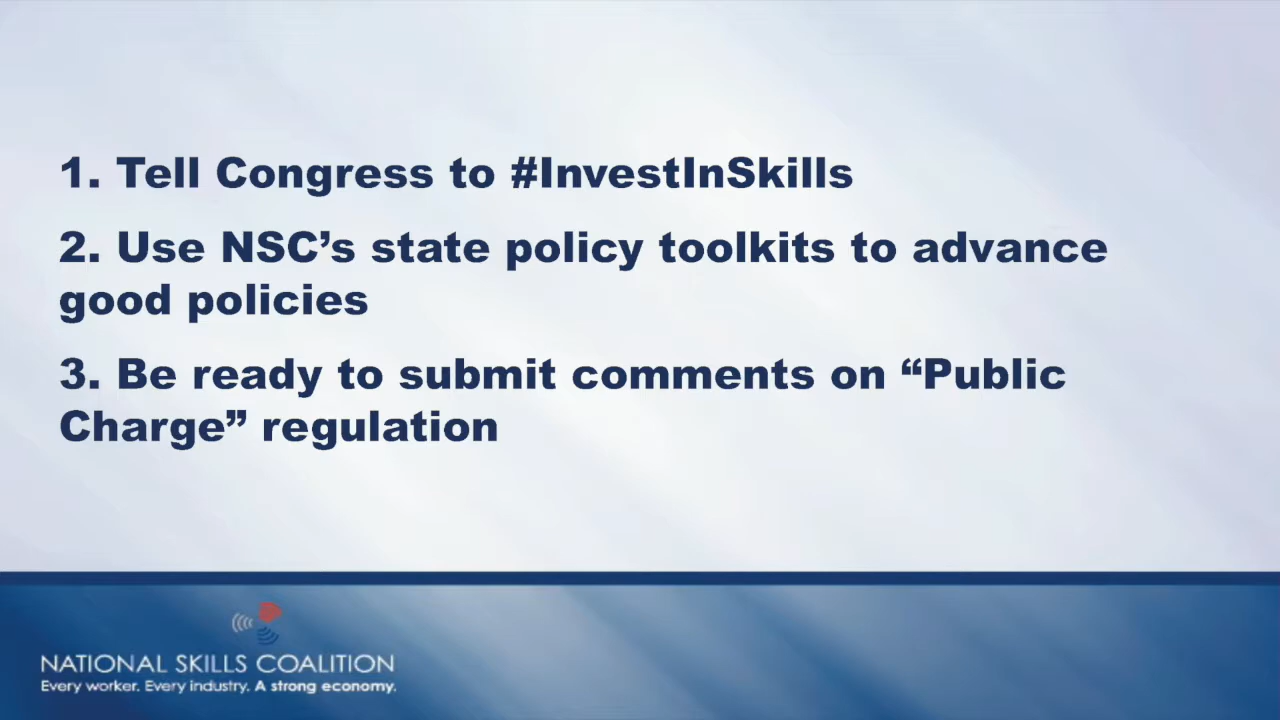 1. Tell Congress to #InvestInSkills
2. Use NSC’s state policy toolkits to advance
good policies
3. Be ready to submit comments on “Public
Charge” regulation
NATIONAL SKILLS COALITION
Every worker. Every industry. A strong economy.